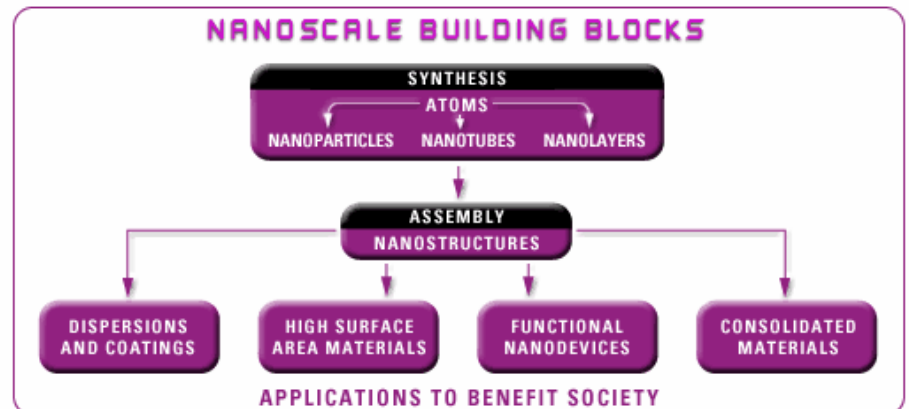 NANOSCALE BUILDING BLOCKS
SYNTHESIS
ATOMS
NANOPARTICLES NANOTUBES NANOLAYERS
ASSEMBLY
NANOSTRUCTURES
DISPERSIONS
AND COATINGS
HIGH SURFACE
AREA MATERIALS
FUNCTIONAL
NANODEVICES
CONSOLIDATED
MATERIALS
APPLICATIONS TO BENEFIT SOCIETY